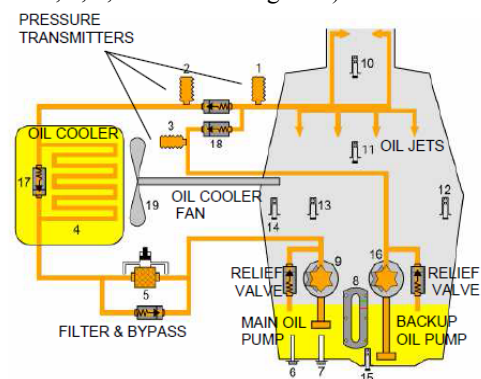 PRESSURE
TRANSMITTERS
2
1
10
3
18
OIL COOLER
OIL JETS
11
17
OIL COOLER
FAN
4
19
14
13
12
9
16
8
5
RELIEF
VALVE
RELIEF
VALVE
FILTER & BYPASS
MAIN OIL
PUMP
BACKUP
OIL PUMP
6
7
15